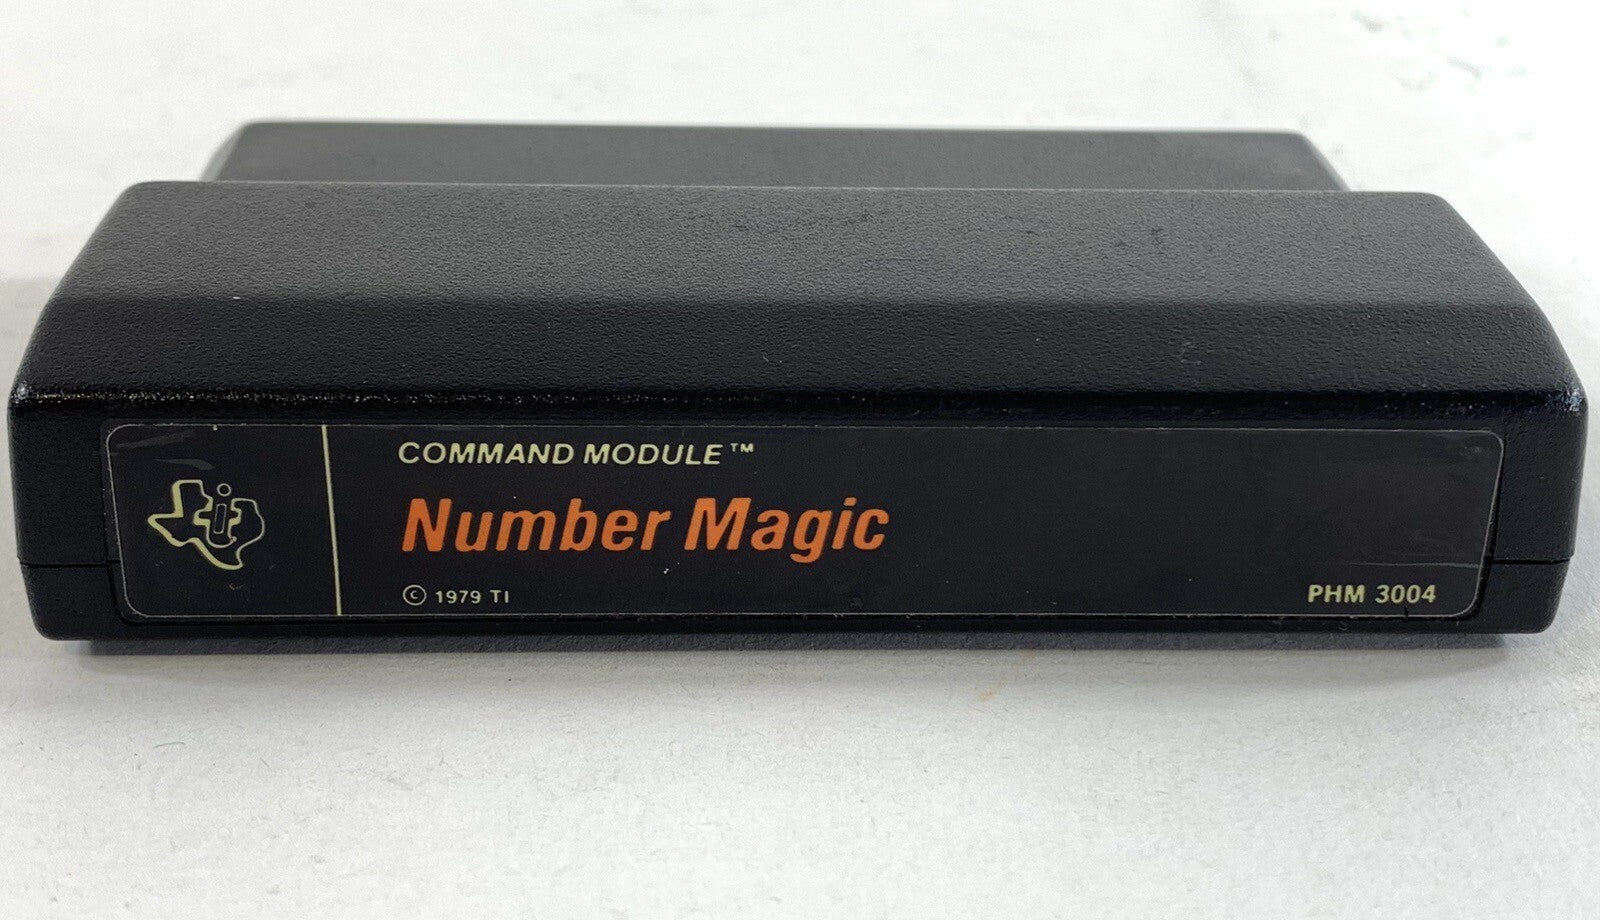 COMMAND MODULE™
Number Magic
© 1979 TI
PHM 3004